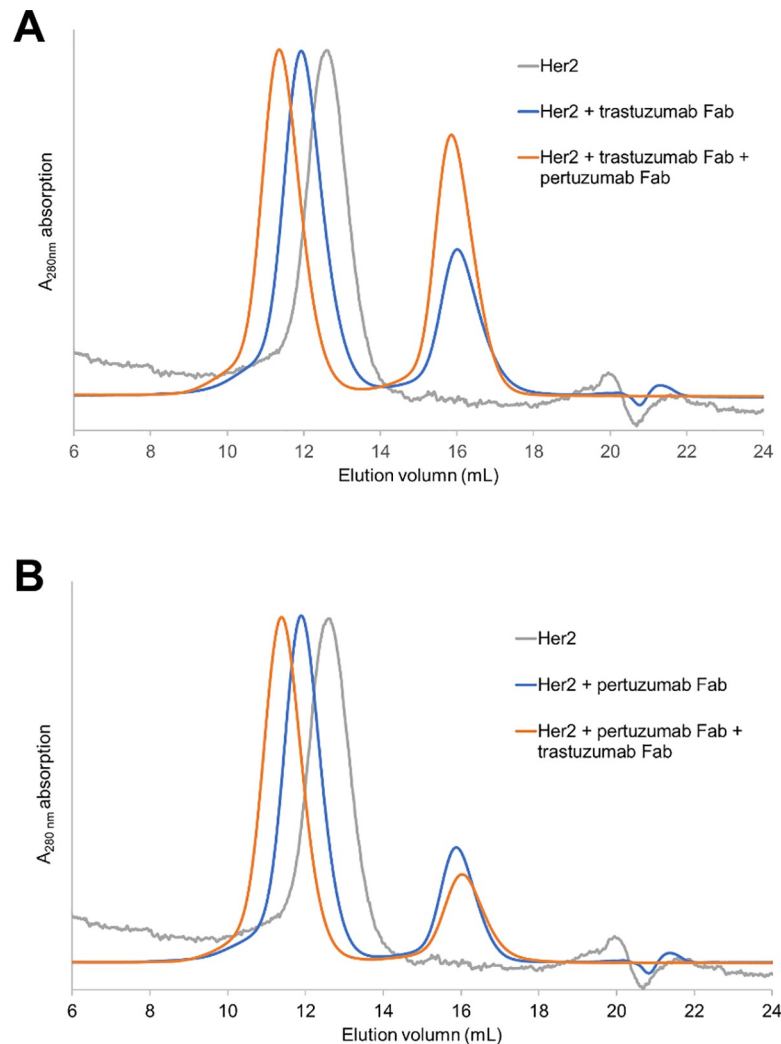 A
Her2
Her2 + trastuzumab Fab
Her2 + trastuzumab Fab +
pertuzumab Fab
A280nm absorption
6 8 10 12 14 16 18 20 22 24
Elution volumn (mL)
B
Her2
Her2 + pertuzumab Fab
Her2 + pertuzumab Fab +
trastuzumab Fab
A280 nm absorption
6 8 10 12 14 16 18 20 22 24
Elution volumn (mL)